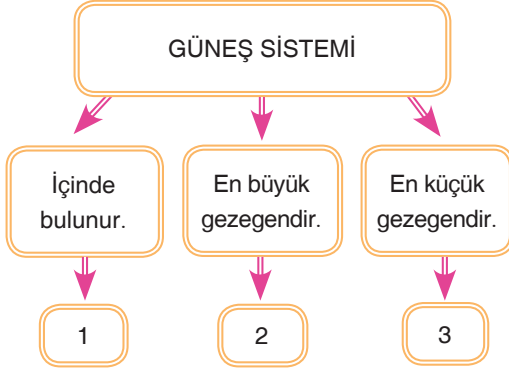 GÜNEŞ SİSTEMİ
İçinde
bulunur.
En büyük
gezegendir.
En küçük
gezegendir.
1
2
3